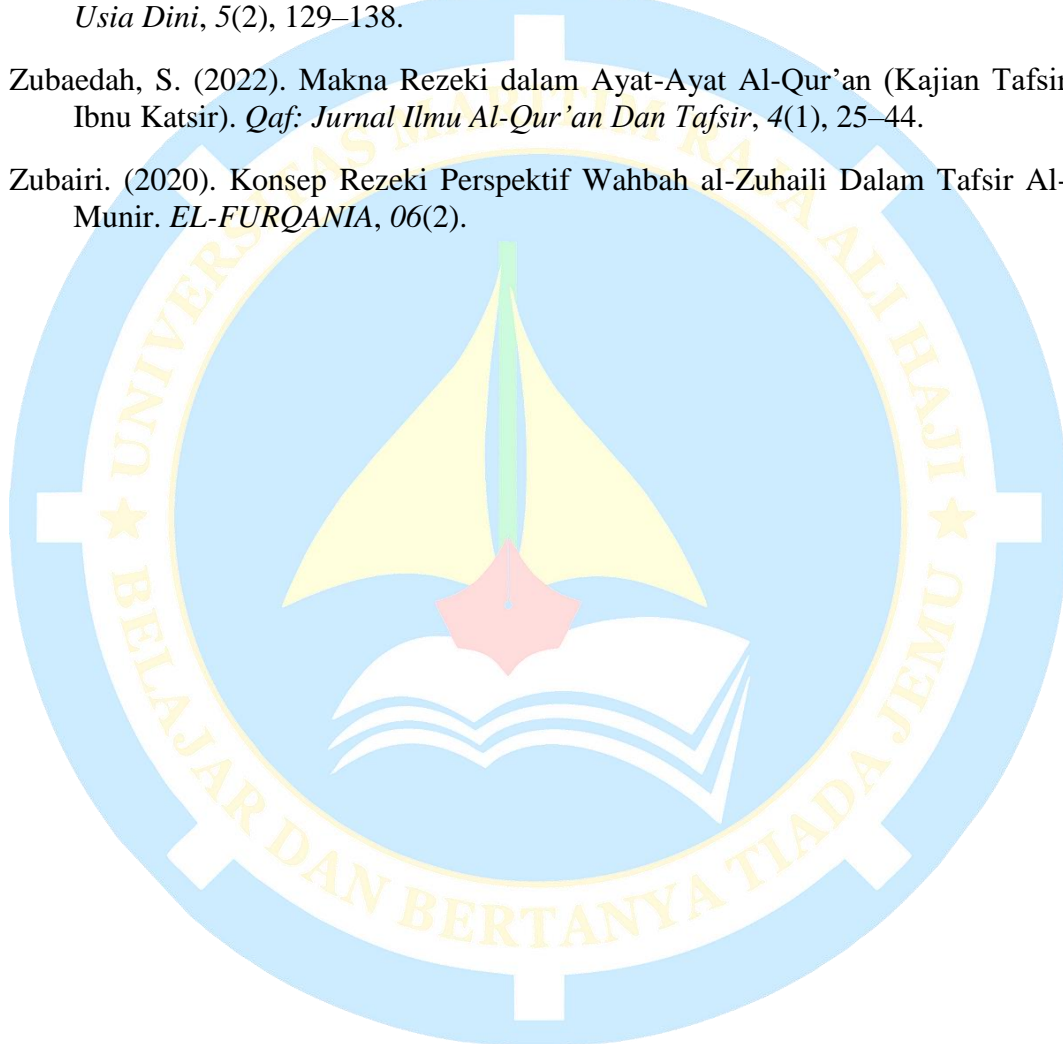 Usia Dini, 5(2), 129–138.
Zubaedah, S. (2022). Makna Rezeki dalam Ayat-Ayat Al-Qur’an (Kajian Tafsir
Ibnu Katsir). Qaf: Jurnal Ilmu Al-Qur’an Dan Tafsir, 4(1), 25–44.
Zubairi. (2020). Konsep Rezeki Perspektif Wahbah al-Zuhaili Dalam Tafsir Al-
Munir. EL-FURQANIA, 06(2).
UNIVERSITAS MARITIM RAJA ALI HAJI
BELAJAR DAN BERTANYA TIADA JEMU